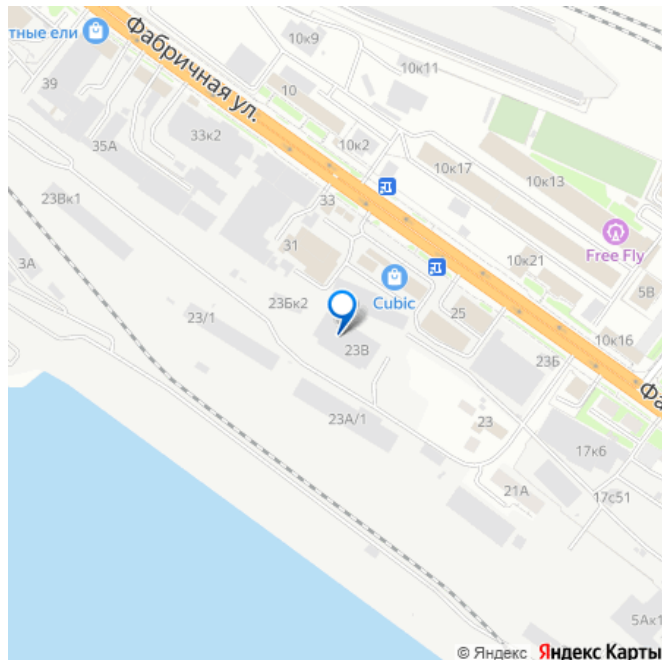 тные ели
Фабричная ул.
10к9
10к11
39
10
33к2
10к2
35А
10к17
10к13
23Вк1
33
Free Fly
31
10к21
3А
5В
Cubic
23Бк2
23/1
25
10к16
23В
23Б
Фа
23А/1
23
17к6
21А
17с51
5Ак1
© Яндекс Яндекс Карты